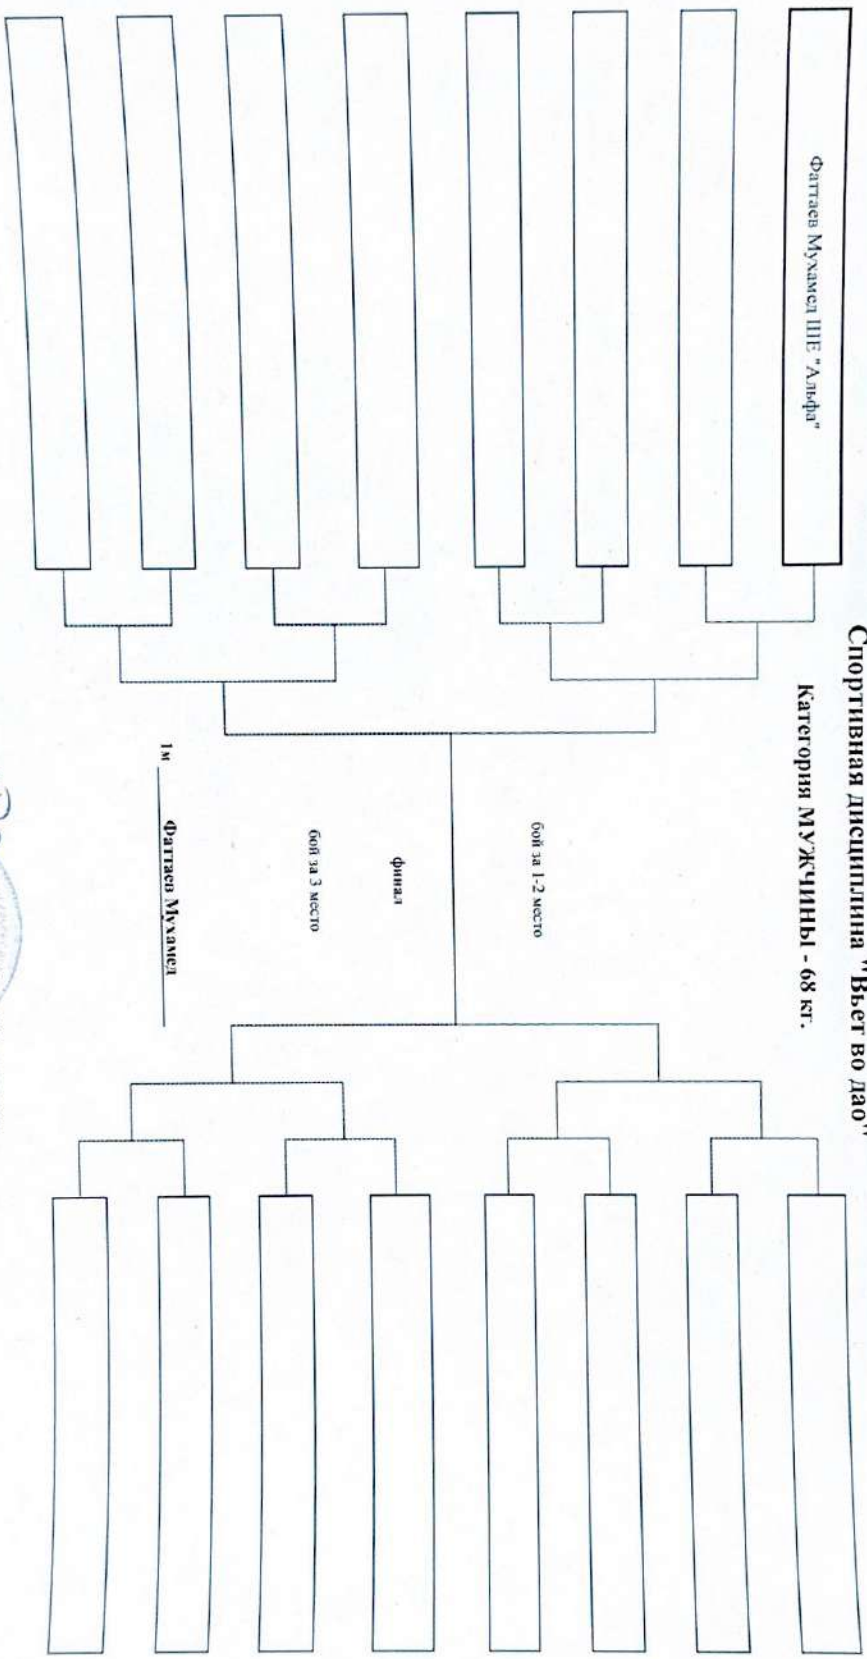 Спортивная дисциплина "Вьет во дао"
Категория МУЖЧИНЫ - 68 кг.
Фаттаев Мухамед ШЕ "Альфа"
бой за 1-2 место
финал
бой за 3 место
1м Фаттаев Мухамед